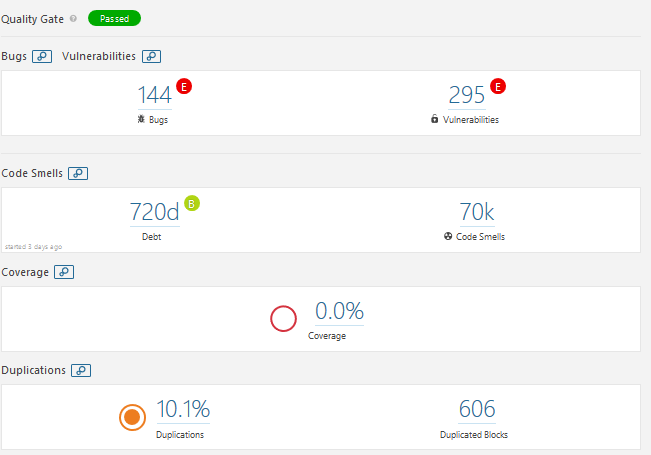 Quality Gate ? Passed
Bugs Vulnerabilities
144 E 295 E
Bugs Vulnerabilities
Code Smells
720d B 70k
Debt Code Smells
started 3 days ago
Coverage
0.0%
Coverage
Duplications
10.1% 606
Duplications Duplicated Blocks